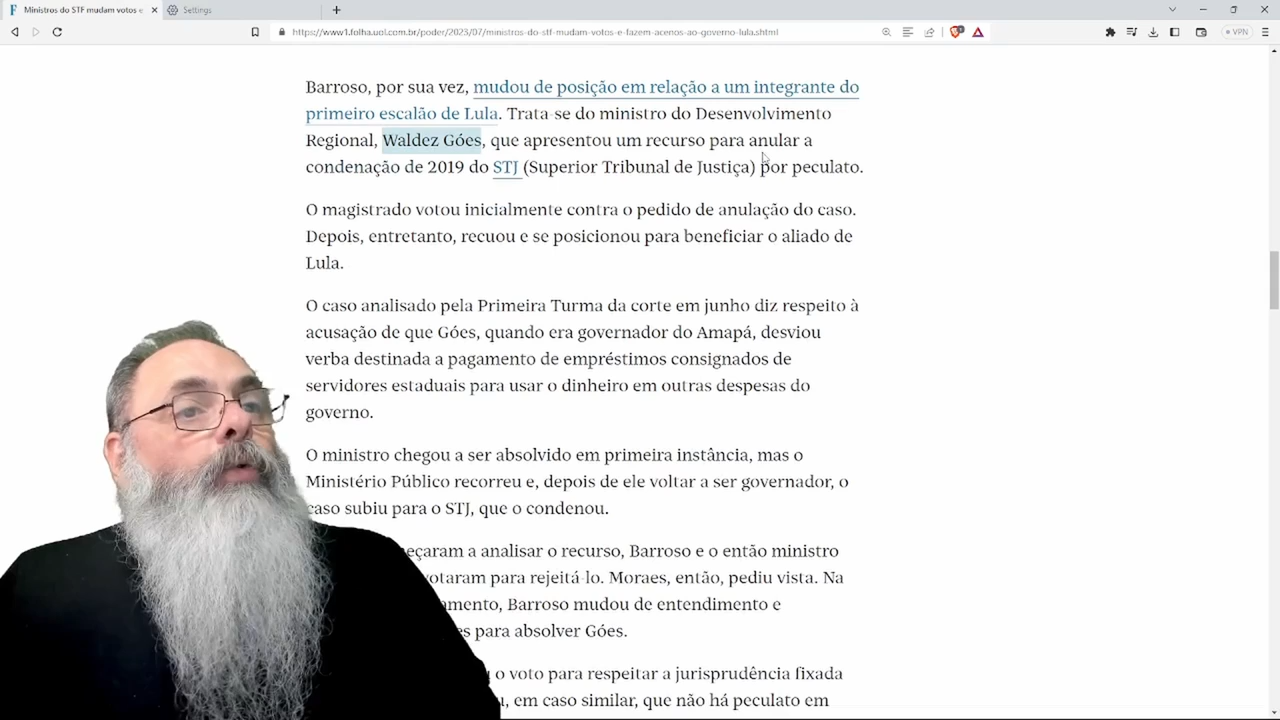 Ministros do STF mudam votos e
Settings
https://www1.folha.uol.com.br/poder/2023/07/ministros-do-stf-mudam-votos-e-fazem-acenos-ao-governo-lula.shtml
VPN
Barroso, por sua vez, mudou de posição em relação a um integrante do
primeiro escalão de Lula. Trata-se do ministro do Desenvolvimento
Regional, Waldez Góes, que apresentou um recurso para anular a
condenação de 2019 do STJ (Superior Tribunal de Justiça) por peculato.
O magistrado votou inicialmente contra o pedido de anulação do caso.
Depois, entretanto, recuou e se posicionou para beneficiar o aliado de
Lula.
O caso analisado pela Primeira Turma da corte em junho diz respeito à
acusação de que Góes, quando era governador do Amapá, desviou
verba destinada a pagamento de empréstimos consignados de
servidores estaduais para usar o dinheiro em outras despesas do
governo.
O ministro chegou a ser absolvido em primeira instância, mas o
Ministério Público recorreu e, depois de ele voltar a ser governador, o
caso subiu para o STJ, que o condenou.
a analisar o recurso, Barroso e o então ministro
votaram para rejeitá-lo. Moraes, então, pediu vista. Na
Barroso mudou de entendimento e
para absolver Góes.
o voto para respeitar a jurisprudência fixada
em caso similar, que não há peculato em